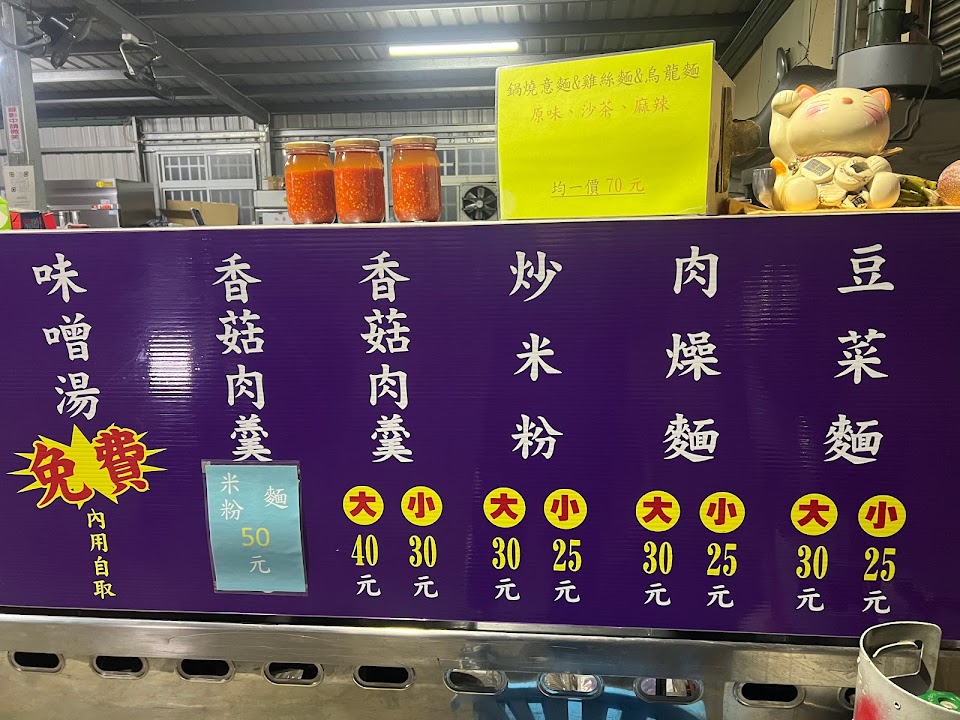 鍋燒意麵&雞絲麵&烏龍麵
原味、沙茶、麻辣
均一價70元
豆菜麵
大 小
30 25
元 元
肉燥麵
大 小
30 25
元 元
炒米粉
大 小
30 25
元 元
香菇肉羹
大 小
40 30
元 元
香菇肉羹
米粉 麵
50
元
味噌湯
免費
內用自取